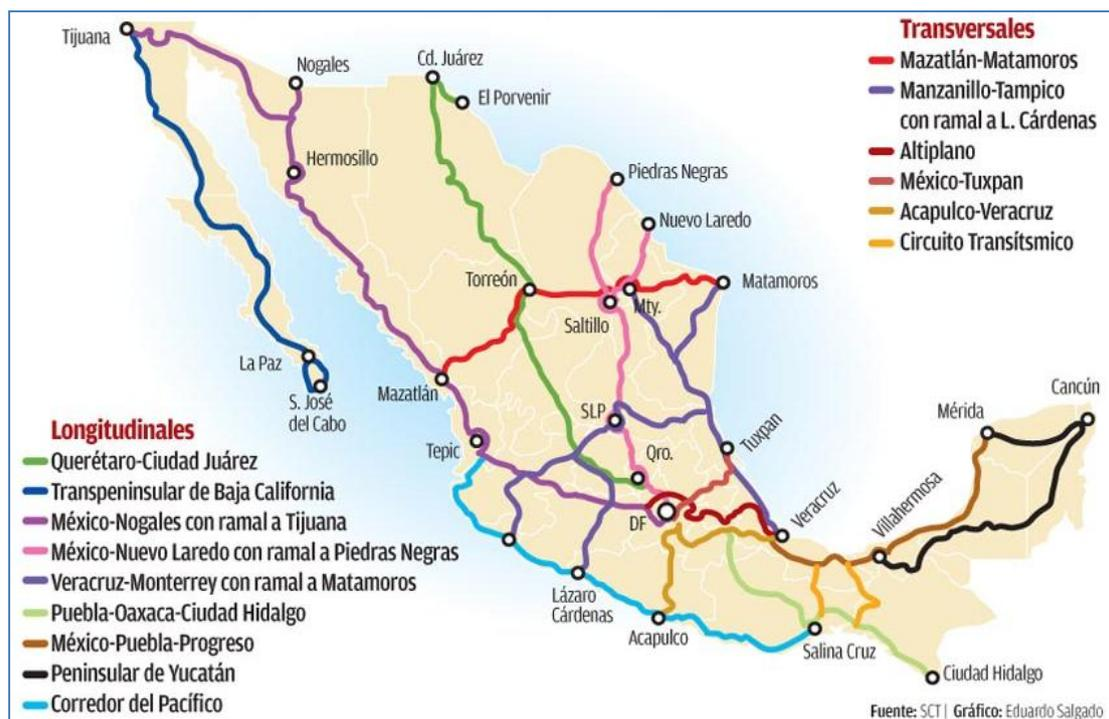 Tijuana
Nogales
Cd. Juárez
El Porvenir
Hermosillo
Piedras Negras
Nuevo Laredo
Torreón
Mty.
Matamoros
Saltillo
La Paz
S. José
del Cabo
Mazatlán
SLP
Tepic
Qro.
Tuxpan
DF
Veracruz
Villahermosa
Mérida
Cancún
Lázaro
Cárdenas
Acapulco
Salina Cruz
Ciudad Hidalgo
Transversales
Mazatlán-Matamoros
Manzanillo-Tampico
con ramal a L. Cárdenas
Altiplano
México-Tuxpan
Acapulco-Veracruz
Circuito Transítsmico
Longitudinales
Querétaro-Ciudad Juárez
Transpeninsular de Baja California
México-Nogales con ramal a Tijuana
México-Nuevo Laredo con ramal a Piedras Negras
Veracruz-Monterrey con ramal a Matamoros
Puebla-Oaxaca-Ciudad Hidalgo
México-Puebla-Progreso
Peninsular de Yucatán
Corredor del Pacífico
Fuente: SCT | Gráfico: Eduardo Salgado